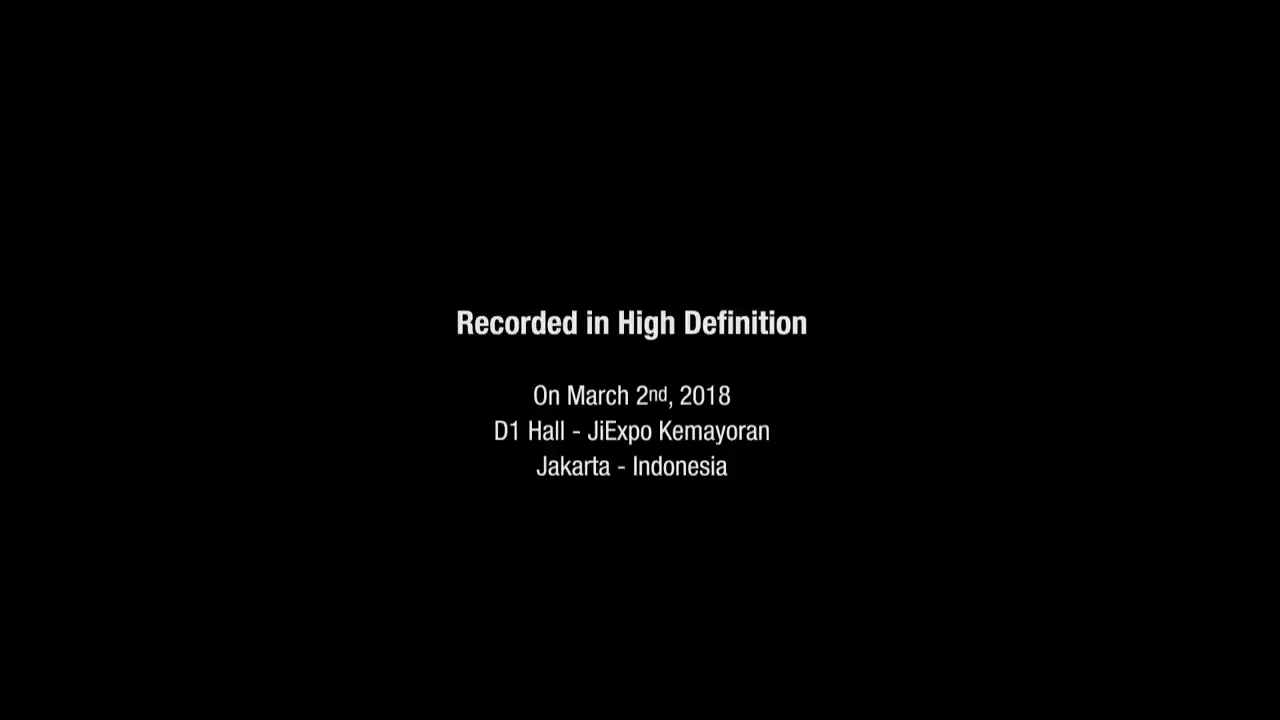 Recorded in High Definition
On March 2nd, 2018
D1 Hall - JiExpo Kemayoran
Jakarta - Indonesia